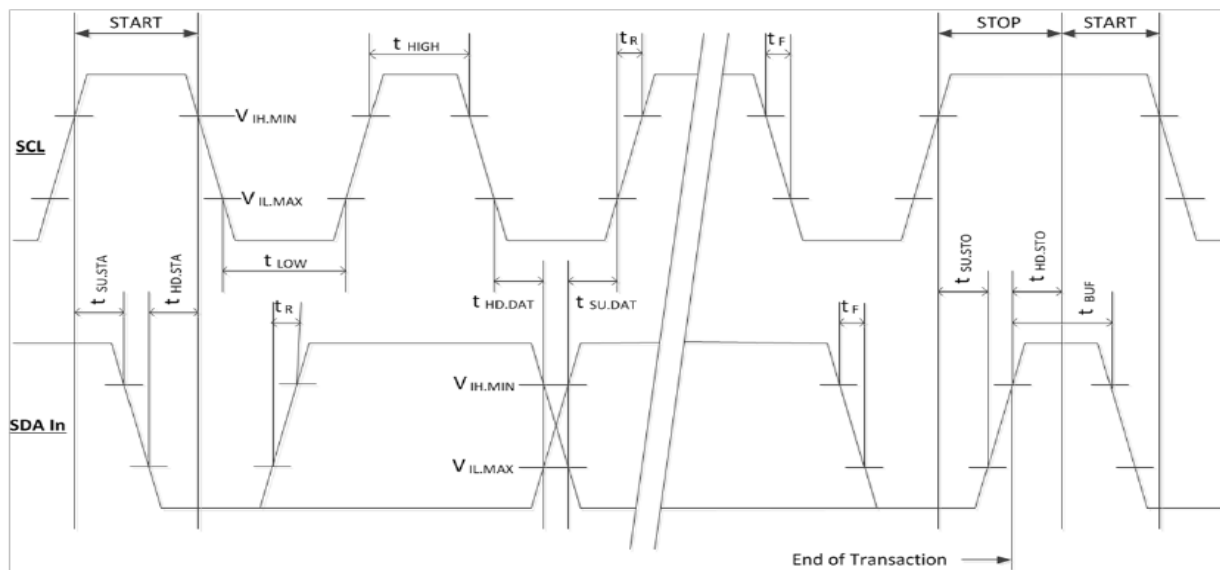 START
STOP
START
t HIGH
t R
t F
V IH.MIN
SCL
V IL.MAX
t LOW
t SU.STA
t HD.STA
t R
t HD.DAT
t SU.DAT
t F
t SU.STO
t HD.STO
t BUF
V IH.MIN
SDA In
V IL.MAX
End of Transaction